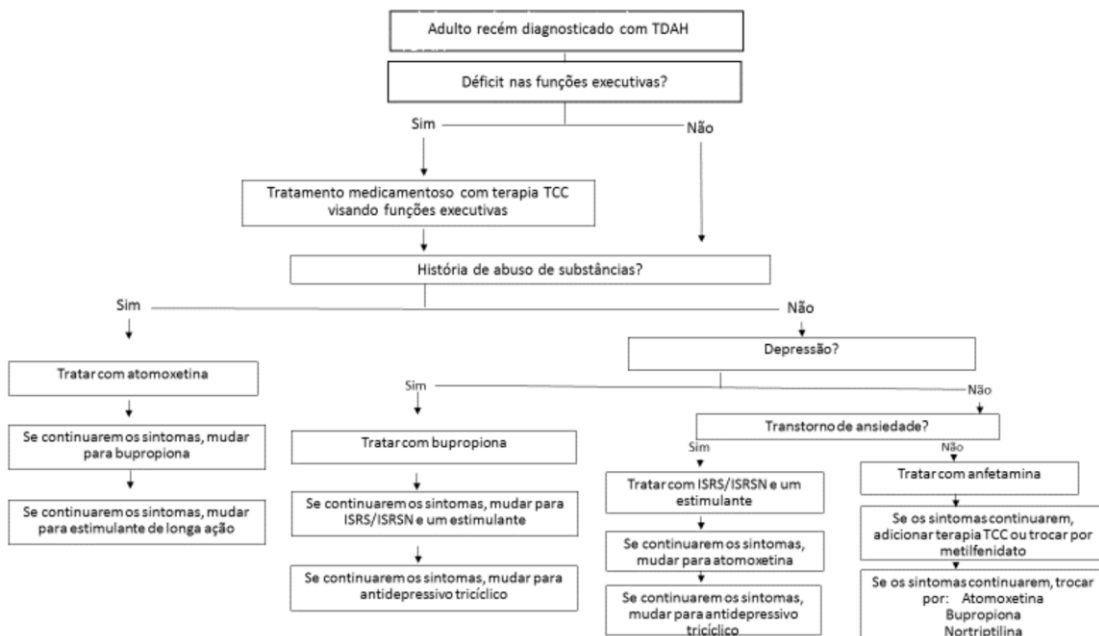 Adulto recém diagnosticado com TDAH
Déficit nas funções executivas?
Sim
Não
Tratamento medicamentoso com terapia TCC
visando funções executivas
História de abuso de substâncias?
Sim
Não
Depressão?
Tratar com atomoxetina
Sim
Não
Se continuarem os sintomas, mudar
para bupropiona
Tratar com bupropiona
Transtorno de ansiedade?
Sim
Não
Tratar com ISRS/ISRSN e um
estimulante
Tratar com anfetamina
Se continuarem os sintomas, mudar
para estimulante de longa ação
Se continuarem os sintomas, mudar para
ISRS/ISRSN e um estimulante
Se continuarem os sintomas,
mudar para atomoxetina
Se os sintomas continuarem,
adicionar terapia TCC ou trocar por
metilfenidato
Se continuarem os sintomas, mudar para
antidepressivo tricíclico
Se continuarem os sintomas,
mudar para antidepressivo
tricíclico
Se os sintomas continuarem, trocar
por: Atomoxetina
Bupropiona
Nortriptilina